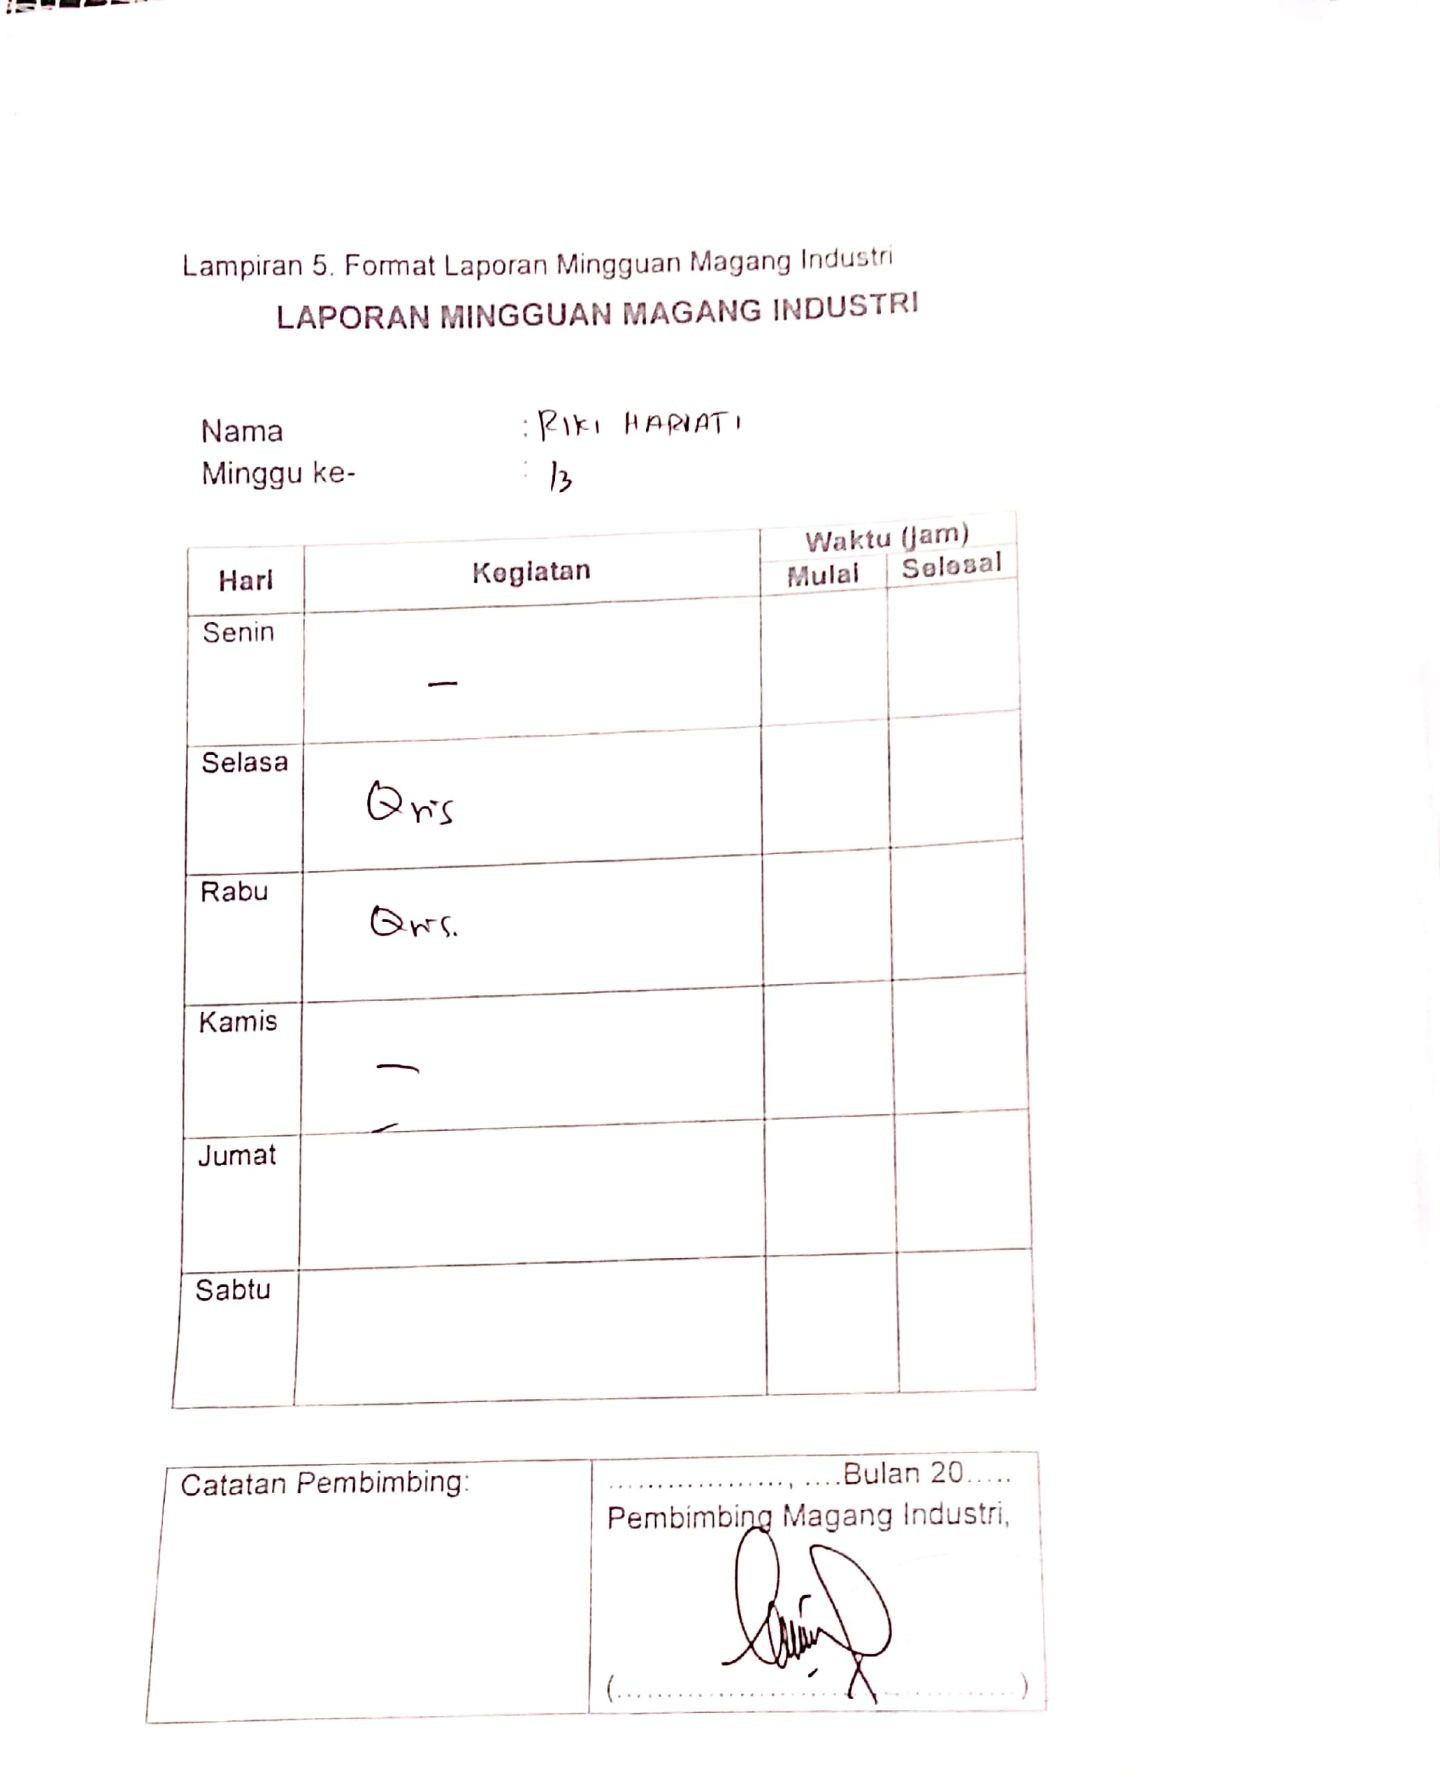 Lampiran 5. Format Laporan Mingguan Magang Industri
LAPORAN MINGGUAN MAGANG INDUSTRI
Nama : RIKI HARIATI
Minggu ke- : 13
Hari Kegiatan Waktu (Jam)
Mulai Selesai
Senin
–
Selasa
Qris
Rabu
Qris.
Kamis
–
Jumat
Sabtu
Catatan Pembimbing:
..................., ....Bulan 20.....
Pembimbing Magang Industri,
(..........................................)